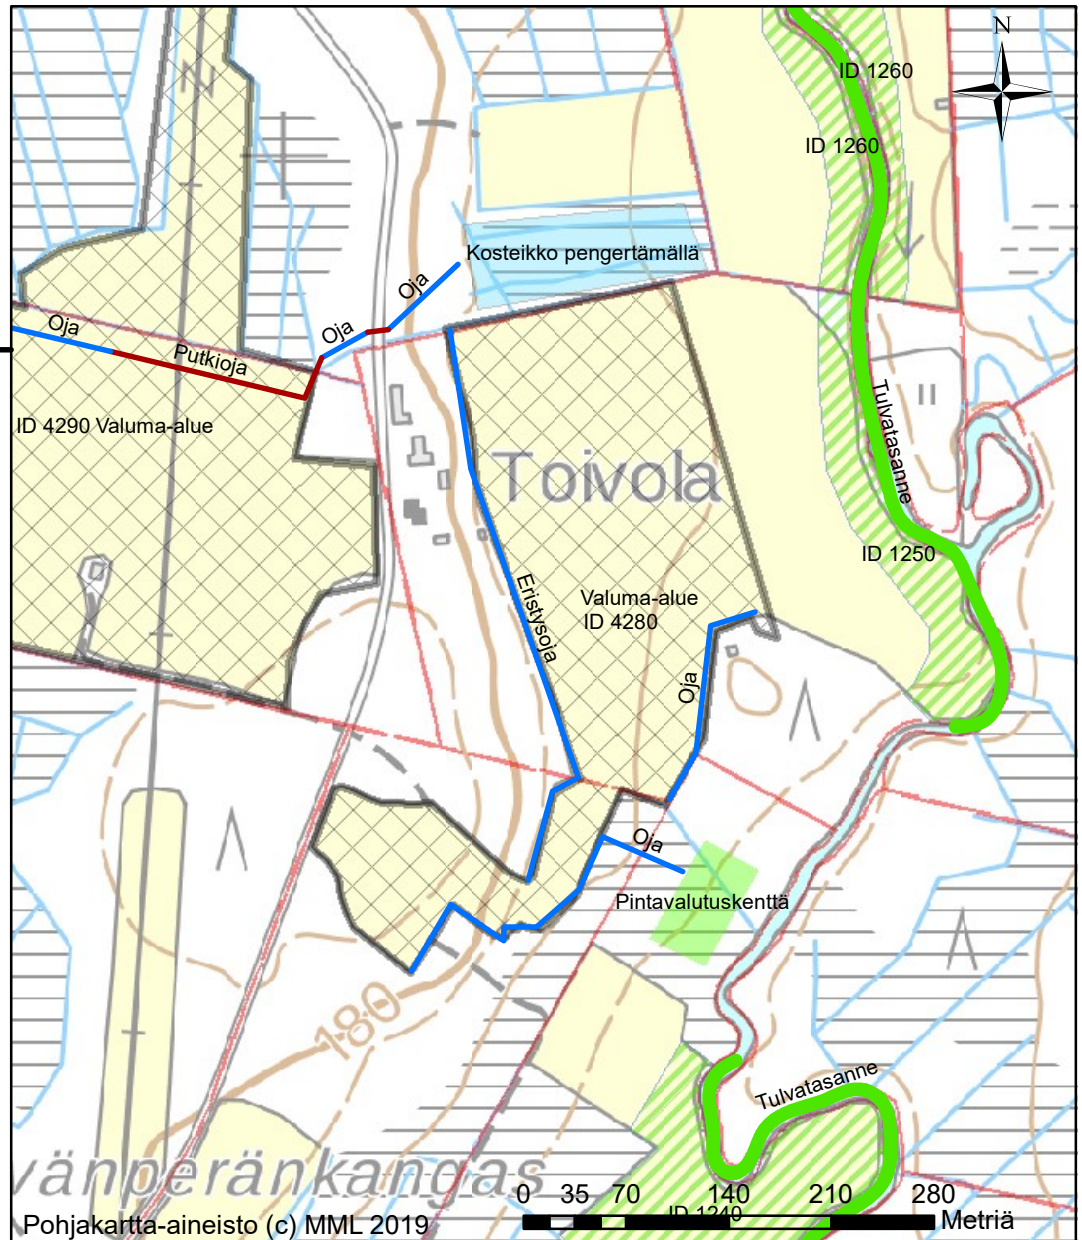 N
ID 1260
ID 1260
Kosteikko pengertämällä
Oja
Oja
Oja
Putkioja
Tulvatasanne
ID 4290 Valuma-alue
Toivola
ID 1250
Eristysoja
Valuma-alue
ID 4280
Oja
Oja
Pintavalutuskenttä
180
Tulvatasanne
vänperänkangas
0 35 70 140 210 280
ID 1240
Metriä
Pohjakartta-aineisto (c) MML 2019